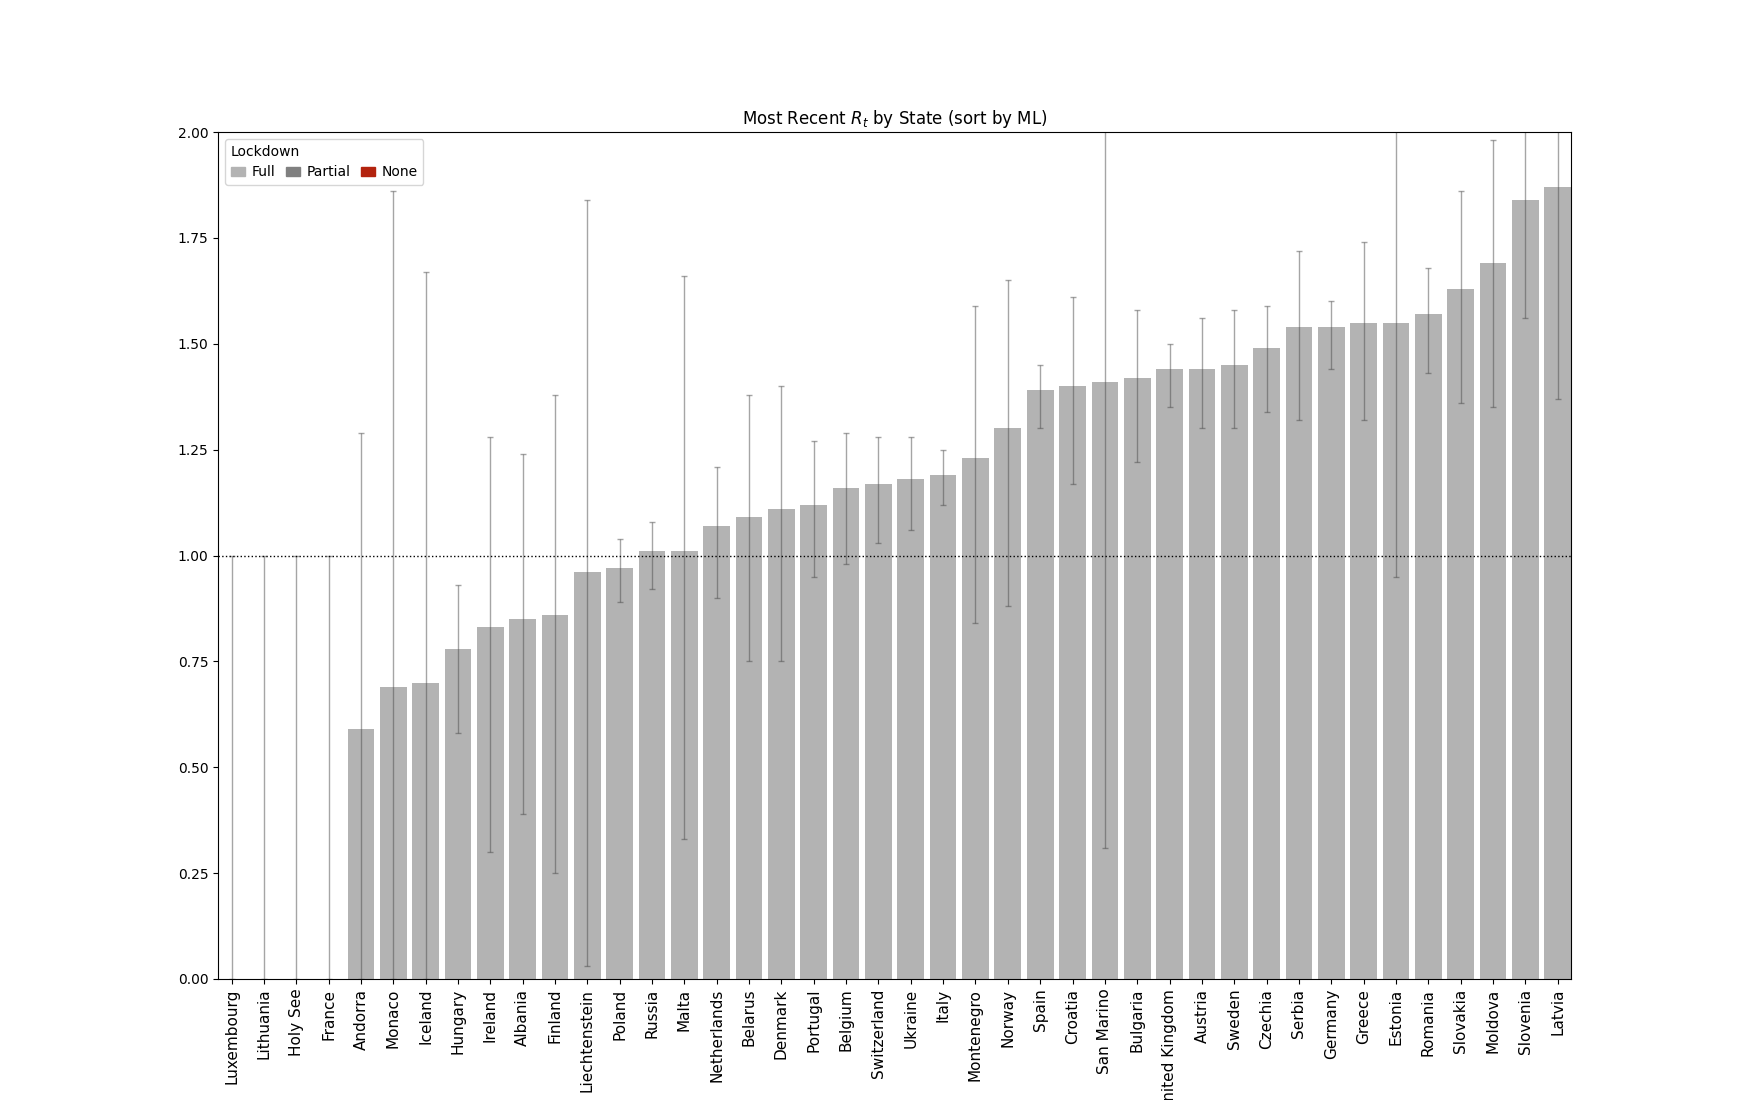 Most Recent Rt by State (sort by ML)
Lockdown
Full Partial None
2.00
1.75
1.50
1.25
1.00
0.75
0.50
0.25
0.00
Luxembourg
Lithuania
Holy See
France
Andorra
Monaco
Iceland
Hungary
Ireland
Albania
Finland
Liechtenstein
Poland
Russia
Malta
Netherlands
Belarus
Denmark
Portugal
Belgium
Switzerland
Ukraine
Italy
Montenegro
Norway
Spain
Croatia
San Marino
Bulgaria
nited Kingdom
Austria
Sweden
Czechia
Serbia
Germany
Greece
Estonia
Romania
Slovakia
Moldova
Slovenia
Latvia